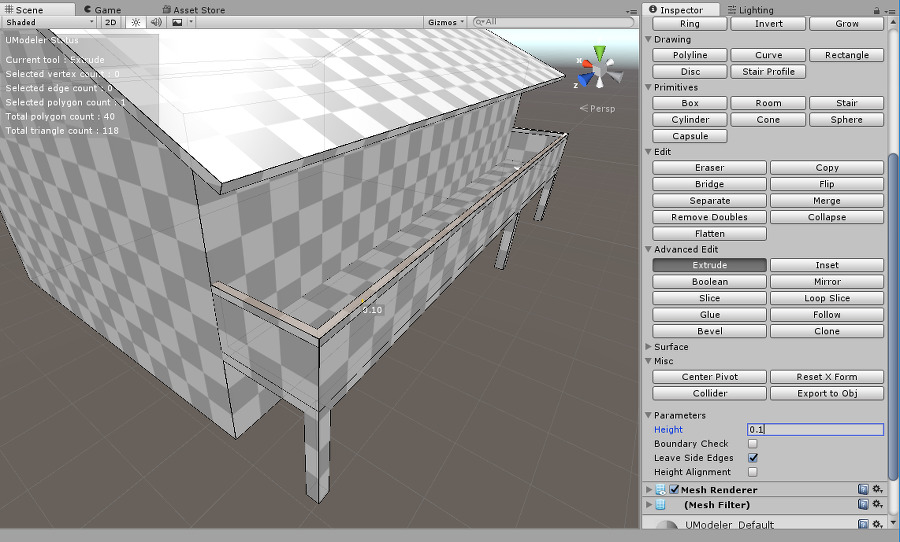 Scene Game Asset Store
Shaded 2D Gizmos All
UModeler Status
Current tool : Extrude
Selected vertex count : 0
Selected edge count : 0
Selected polygon count : 1
Total polygon count : 40
Total triangle count : 118
x
z
Persp
0.10
Inspector Lighting
Ring Invert Grow
Drawing
Polyline Curve Rectangle
Disc Stair Profile
Primitives
Box Room Stair
Cylinder Cone Sphere
Capsule
Edit
Eraser Copy
Bridge Flip
Separate Merge
Remove Doubles Collapse
Flatten
Advanced Edit
Extrude Inset
Boolean Mirror
Slice Loop Slice
Glue Follow
Bevel Clone
Surface
Misc
Center Pivot Reset X Form
Collider Export to Obj
Parameters
Height 0.1
Boundary Check
Leave Side Edges
Height Alignment
Mesh Renderer
(Mesh Filter)
UModeler_Default